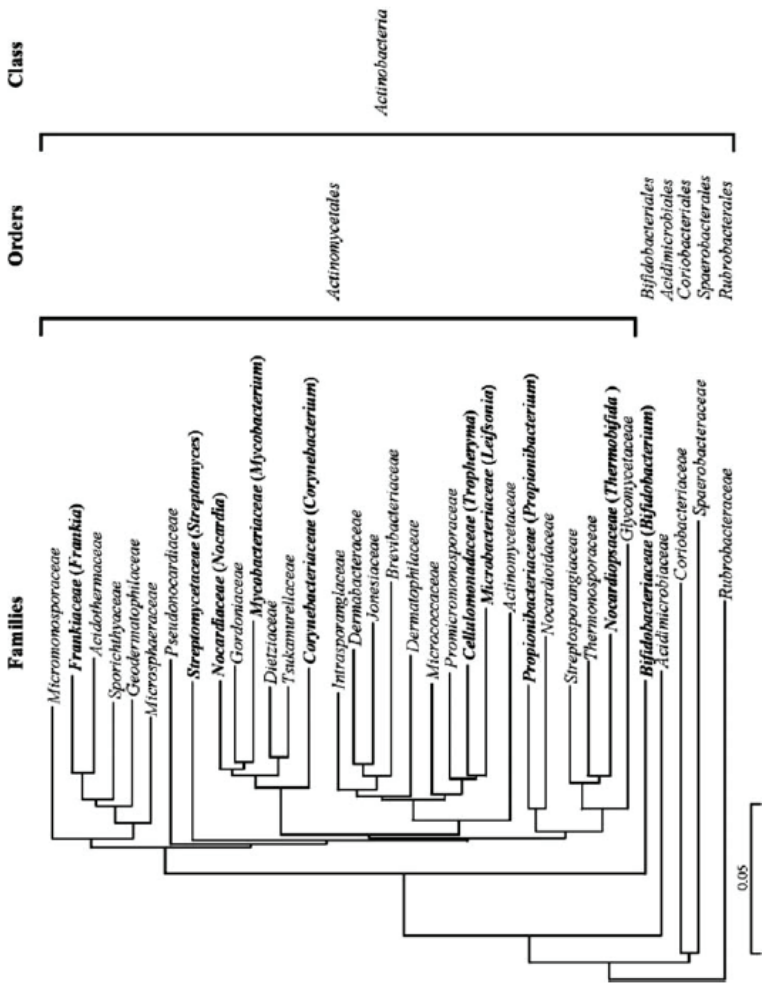 Families
Orders
Class
Micromonosporaceae
Frankiaceae (Frankia)
Acidothermaceae
Sporichthyaceae
Geodermatophilaceae
Microsphaeraceae
Pseudonocardiaceae
Streptomycetaceae (Streptomyces)
Nocardiaceae (Nocardia)
Gordoniaceae
Mycobacteriaceae (Mycobacterium)
Dietziaceae
Tsukamurellaceae
Corynebacteriaceae (Corynebacterium)
Intrasporangiaceae
Dermabacteraceae
Jonesiaceae
Brevibacteriaceae
Dermatophilaceae
Micrococcaceae
Promicromonosporaceae
Cellulomonadaceae (Tropheryma)
Microbacteriaceae (Leifsonia)
Actinomycetaceae
Propionibacteriaceae (Propionibacterium)
Nocardioidaceae
Streptosporangiaceae
Thermonosporaceae
Nocardiopsaceae (Thermobifida )
Glycomycetaceae
Bifidobacteriaceae (Bifidobacterium)
Acidimicrobiaceae
Coriobacteriaceae
Spaerobacteraceae
Rubrobacteraceae
Actinomycetales
Bifidobacteriales
Acidimicrobiales
Coriobacteriales
Spaerobacterales
Rubrobacterales
Actinobacteria
0.05